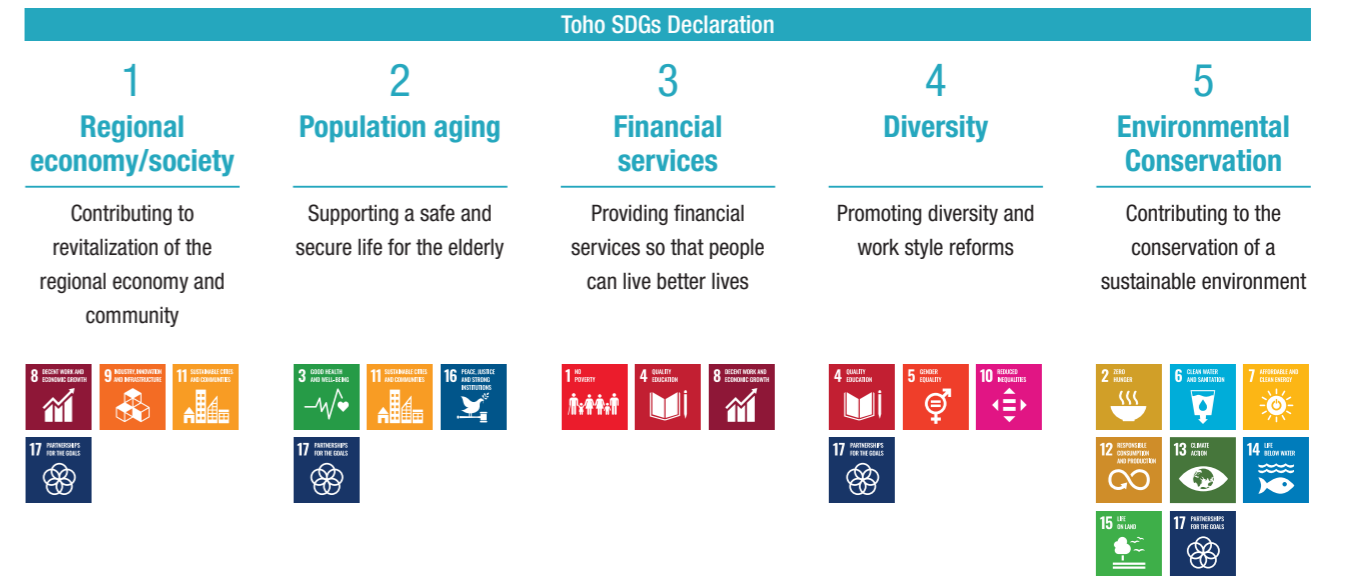 Toho SDGs Declaration
1
Regional
economy/society
Contributing to
revitalization of the
regional economy and
community
8 DECENT WORK AND
ECONOMIC GROWTH
9 INDUSTRY, INNOVATION
AND INFRASTRUCTURE
11 SUSTAINABLE CITIES
AND COMMUNITIES
17 PARTNERSHIPS
FOR THE GOALS
2
Population aging
Supporting a safe and
secure life for the elderly
3 GOOD HEALTH
AND WELL-BEING
11 SUSTAINABLE CITIES
AND COMMUNITIES
16 PEACE, JUSTICE
AND STRONG
INSTITUTIONS
17 PARTNERSHIPS
FOR THE GOALS
3
Financial
services
Providing financial
services so that people
can live better lives
1 NO
POVERTY
4 QUALITY
EDUCATION
8 DECENT WORK AND
ECONOMIC GROWTH
4
Diversity
Promoting diversity and
work style reforms
4 QUALITY
EDUCATION
5 GENDER
EQUALITY
10 REDUCED
INEQUALITIES
17 PARTNERSHIPS
FOR THE GOALS
5
Environmental
Conservation
Contributing to the
conservation of a
sustainable environment
2 ZERO
HUNGER
6 CLEAN WATER
AND SANITATION
7 AFFORDABLE AND
CLEAN ENERGY
12 RESPONSIBLE
CONSUMPTION
AND PRODUCTION
13 CLIMATE
ACTION
14 LIFE
BELOW WATER
15 LIFE
ON LAND
17 PARTNERSHIPS
FOR THE GOALS